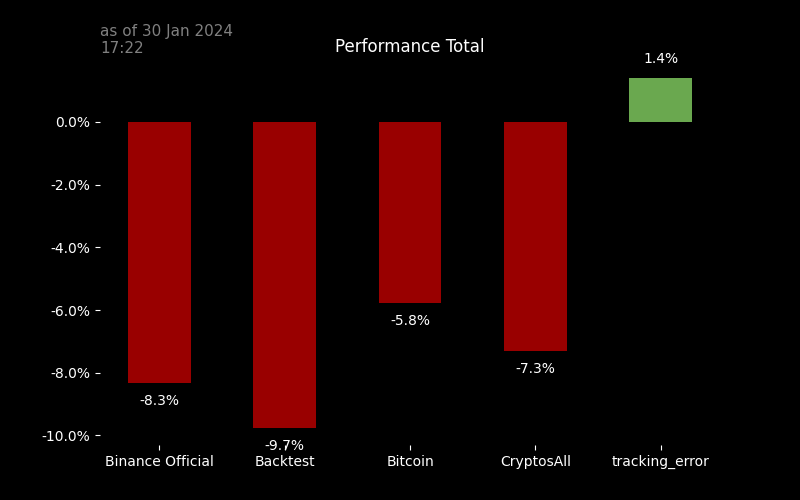 as of 30 Jan 2024
17:22
Performance Total
1.4%
0.0%
-2.0%
-4.0%
-6.0%
-5.8%
-8.0%
-7.3%
-8.3%
-10.0%
-9.7%
Binance Official
Backtest
Bitcoin
CryptosAll
tracking_error